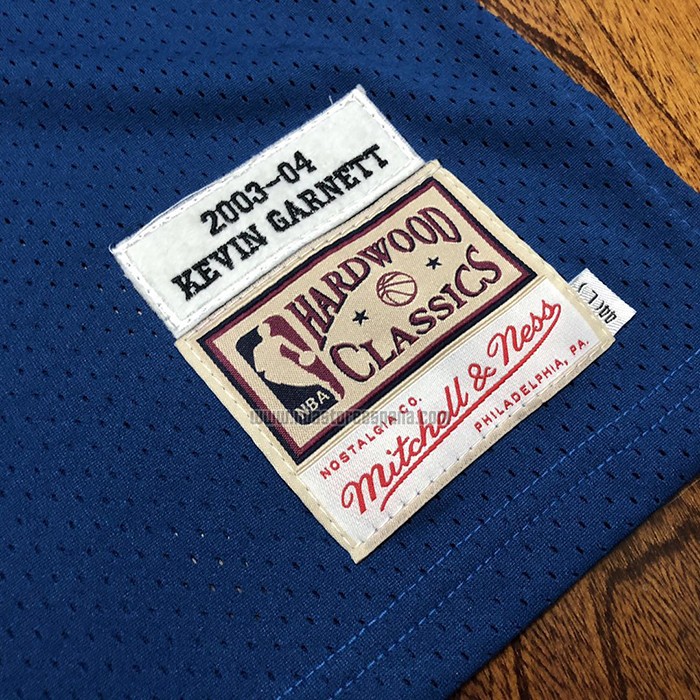 2003-04
KEVIN GARNETT
HARDWOOD
CLASSICS
NBA
NOSTALGIA CO.
Mitchell & Ness
PHILADELPHIA, PA.